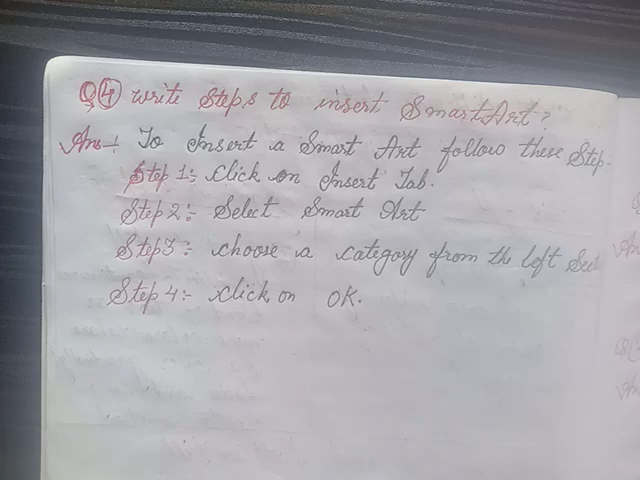 Q④ Write Steps to insert SmartArt?
Ans:- To Insert a Smart Art follow these Step.
Step 1:- Click on Insert Tab.
Step 2:- Select Smart Art
Step 3:- choose a category from the left Sect
Step 4:- click on OK.